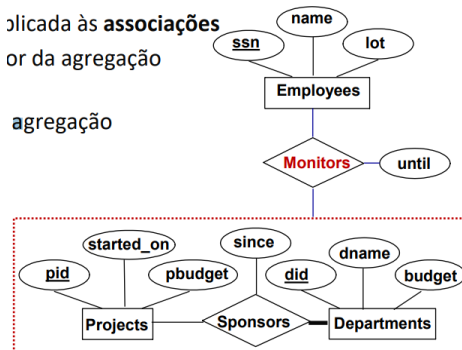 aplicada às associações
or da agregação
agregação
name
ssn
lot
Employees
Monitors
until
started_on
since
dname
pid
pbudget
did
budget
Projects
Sponsors
Departments